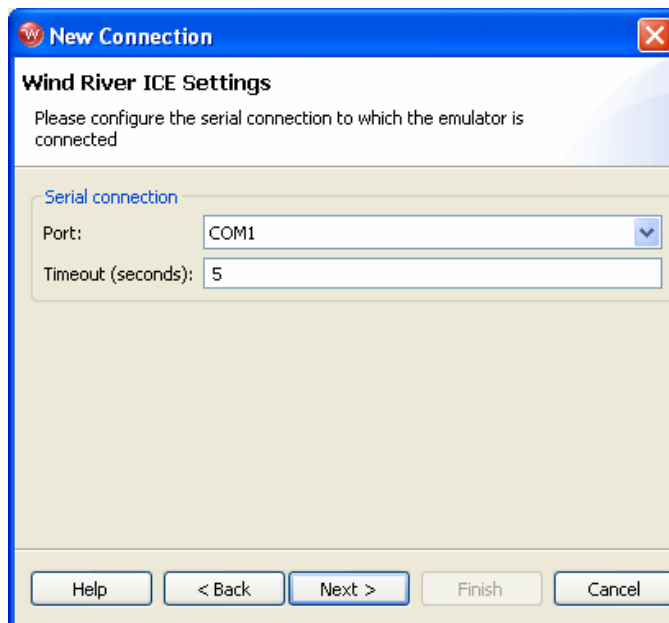 New Connection
Wind River ICE Settings
Please configure the serial connection to which the emulator is
connected
Serial connection
Port: COM1
Timeout (seconds): 5
Help < Back Next > Finish Cancel